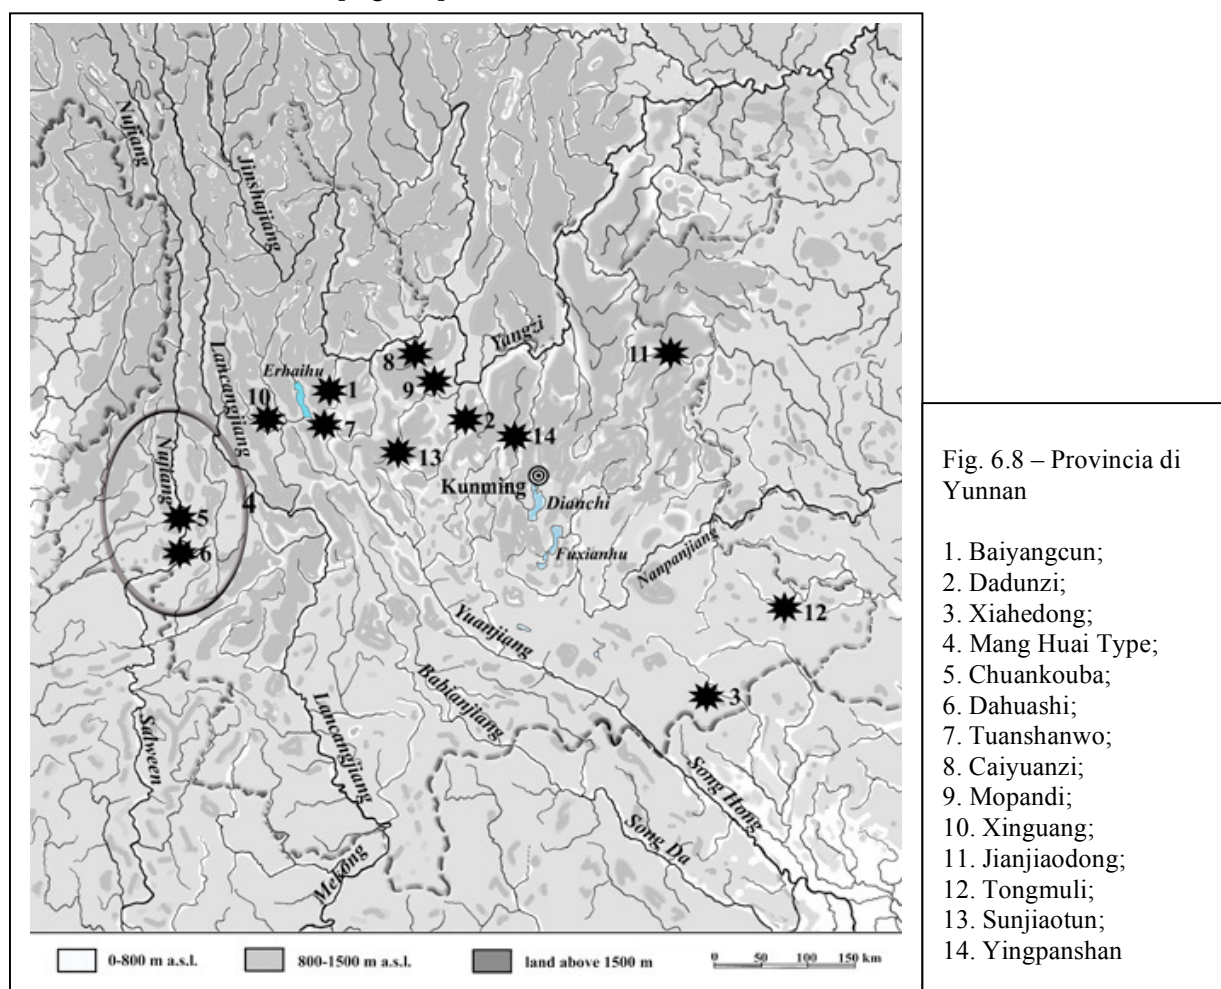 Nujiang
Jinshajiang
Lancangjiang
Erhaihu
Yangzi
8
9
11
1
10
7
2
14
13
Kunming
Dianchi
Fuxianhu
Nujiang
4
5
6
Nanpanjiang
12
Yuanjiang
Babianjiang
3
Lancangjiang
Salween
Song Hong
Song Da
Mekong
0-800 m a.s.l.
800-1500 m a.s.l.
land above 1500 m
0 50 100 150 km
Fig. 6.8 – Provincia di
Yunnan
1. Baiyangcun;
2. Dadunzi;
3. Xiahedong;
4. Mang Huai Type;
5. Chuankouba;
6. Dahuashi;
7. Tuanshanwo;
8. Caiyuanzi;
9. Mopandi;
10. Xinguang;
11. Jianjiaodong;
12. Tongmuli;
13. Sunjiaotun;
14. Yingpanshan